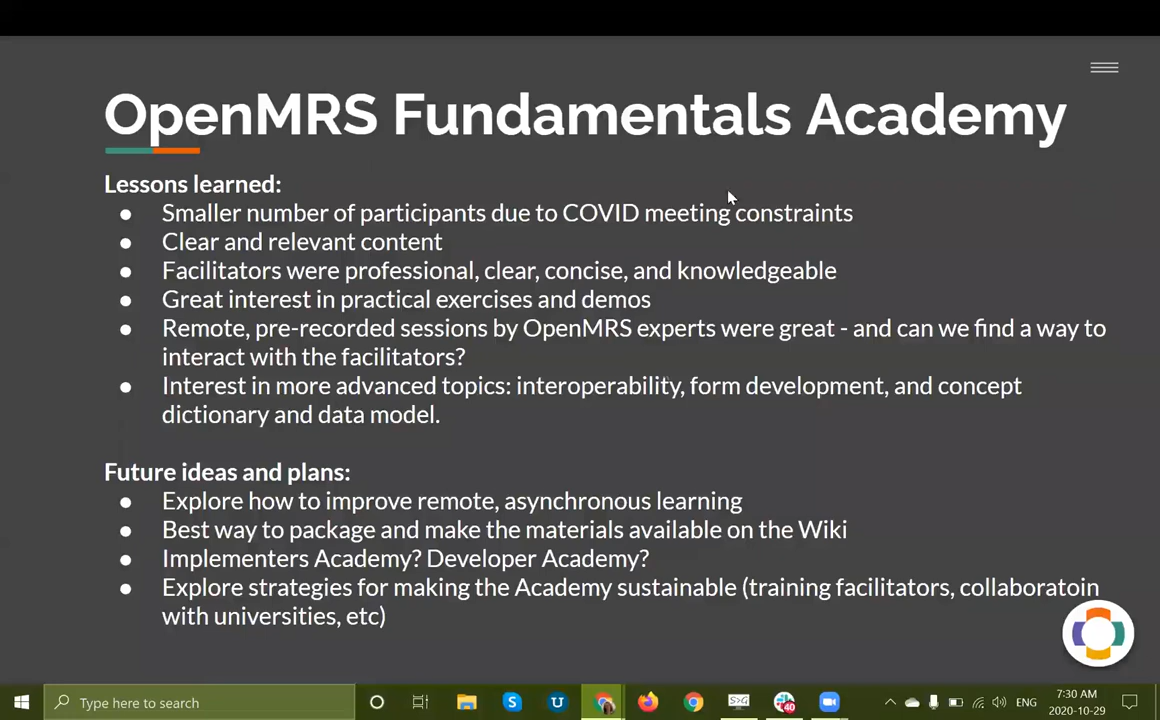 OpenMRS Fundamentals Academy
Lessons learned:
● Smaller number of participants due to COVID meeting constraints
● Clear and relevant content
● Facilitators were professional, clear, concise, and knowledgeable
● Great interest in practical exercises and demos
● Remote, pre-recorded sessions by OpenMRS experts were great - and can we find a way to
interact with the facilitators?
● Interest in more advanced topics: interoperability, form development, and concept
dictionary and data model.
Future ideas and plans:
● Explore how to improve remote, asynchronous learning
● Best way to package and make the materials available on the Wiki
● Implementers Academy? Developer Academy?
● Explore strategies for making the Academy sustainable (training facilitators, collaboratoin
with universities, etc)
Type here to search
40
ENG
7:30 AM
2020-10-29